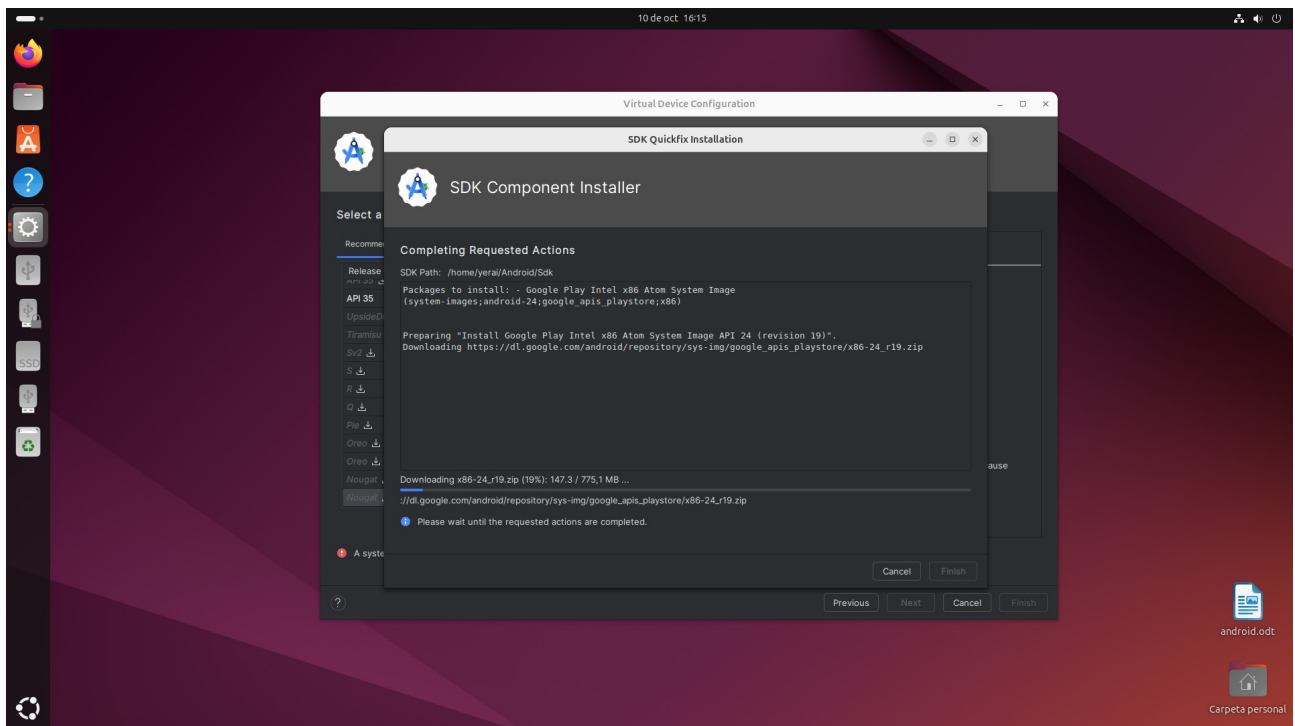 10 de oct 16:15
Virtual Device Configuration
SDK Quickfix Installation
SDK Component Installer
Select a
Recomme
Completing Requested Actions
Release
SDK Path: /home/yerai/Android/Sdk
API 35
Packages to install: - Google Play Intel x86 Atom System Image
(system-images;android-24;google_apis_playstore;x86)
API 35
UpsideD
Tiramisu
Preparing "Install Google Play Intel x86 Atom System Image API 24 (revision 19)".
Downloading https://dl.google.com/android/repository/sys-img/google_apis_playstore/x86-24_r19.zip
Sv2
S
R
Q
Pie
Oreo
Oreo
ause
Nougat
Downloading x86-24_r19.zip (19%): 147.3 / 775,1 MB ...
Nougat
://dl.google.com/android/repository/sys-img/google_apis_playstore/x86-24_r19.zip
Please wait until the requested actions are completed.
A syste
Cancel
Finish
?
Previous
Next
Cancel
Finish
SSD
android.odt
Carpeta personal